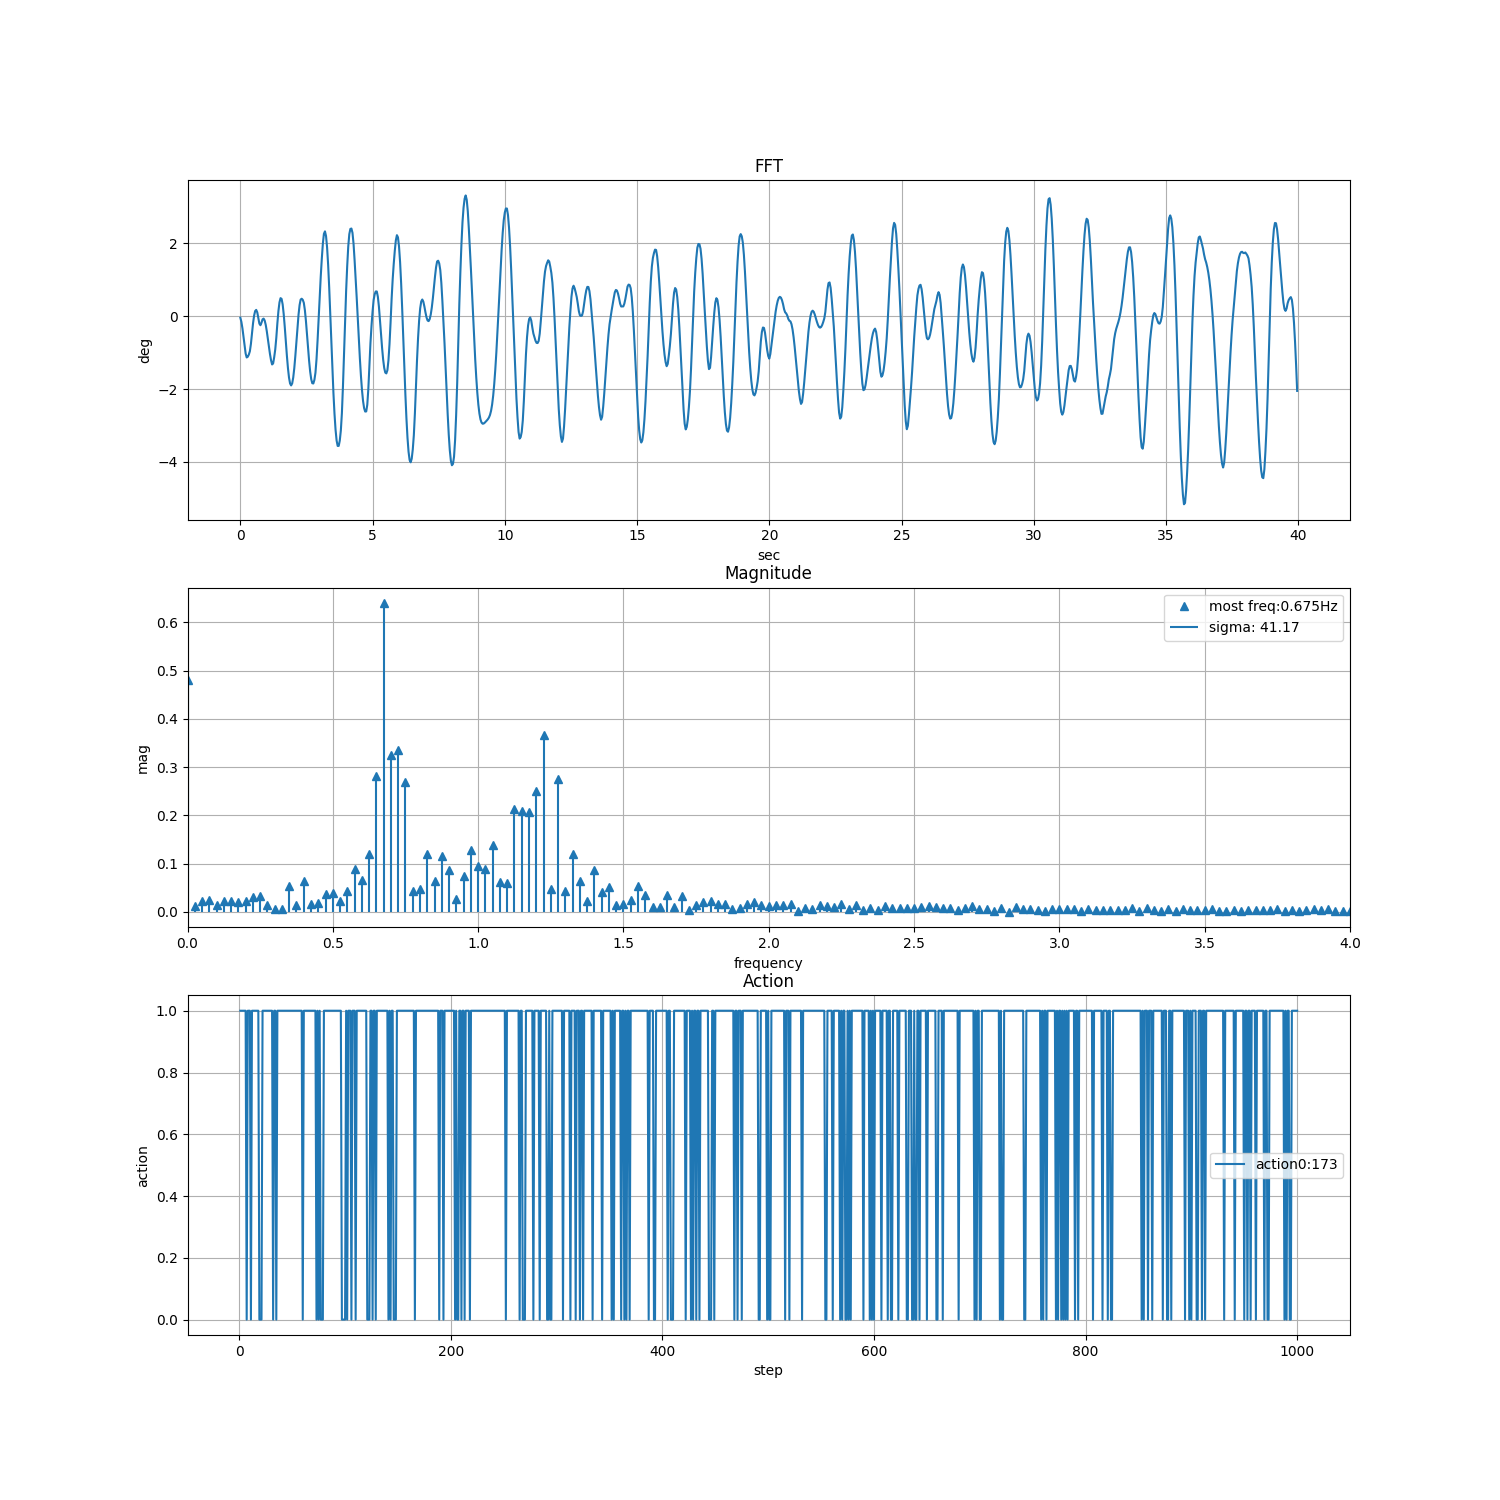 FFT
2
0
−2
−4
deg
0 5 10 15 20 25 30 35 40
sec
Magnitude
most freq:0.675Hz
sigma: 41.17
0.6
0.5
0.4
0.3
0.2
0.1
0.0
mag
0.0 0.5 1.0 1.5 2.0 2.5 3.0 3.5 4.0
frequency
Action
1.0
0.8
0.6
0.4
0.2
0.0
action
action0:173
0 200 400 600 800 1000
step